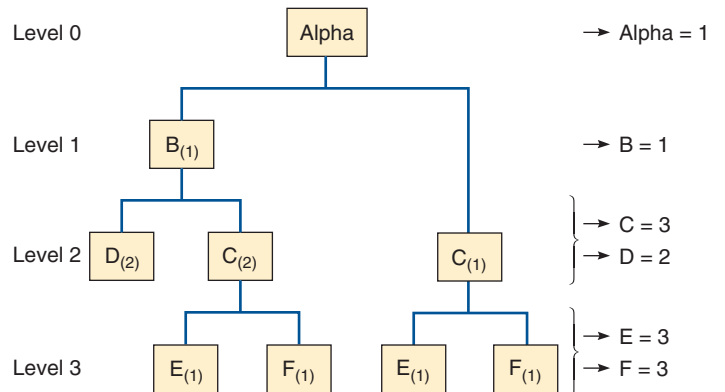 Level 0 Alpha → Alpha = 1
Level 1 B(1) → B = 1
→ C = 3
Level 2 D(2) C(2) C(1) → D = 2
→ E = 3
Level 3 E(1) F(1) E(1) F(1) → F = 3